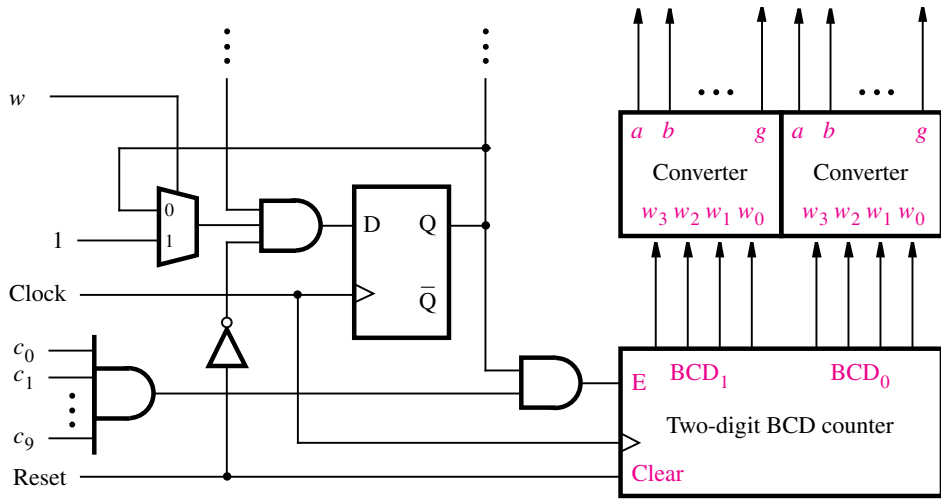 w
a b g a b g
Converter Converter
0
w₃ w₂ w₁ w₀ w₃ w₂ w₁ w₀
D Q
1 1
Clock
Q̅
c₀
c₁
E BCD₁ BCD₀
Two-digit BCD counter
c₉
Reset
Clear